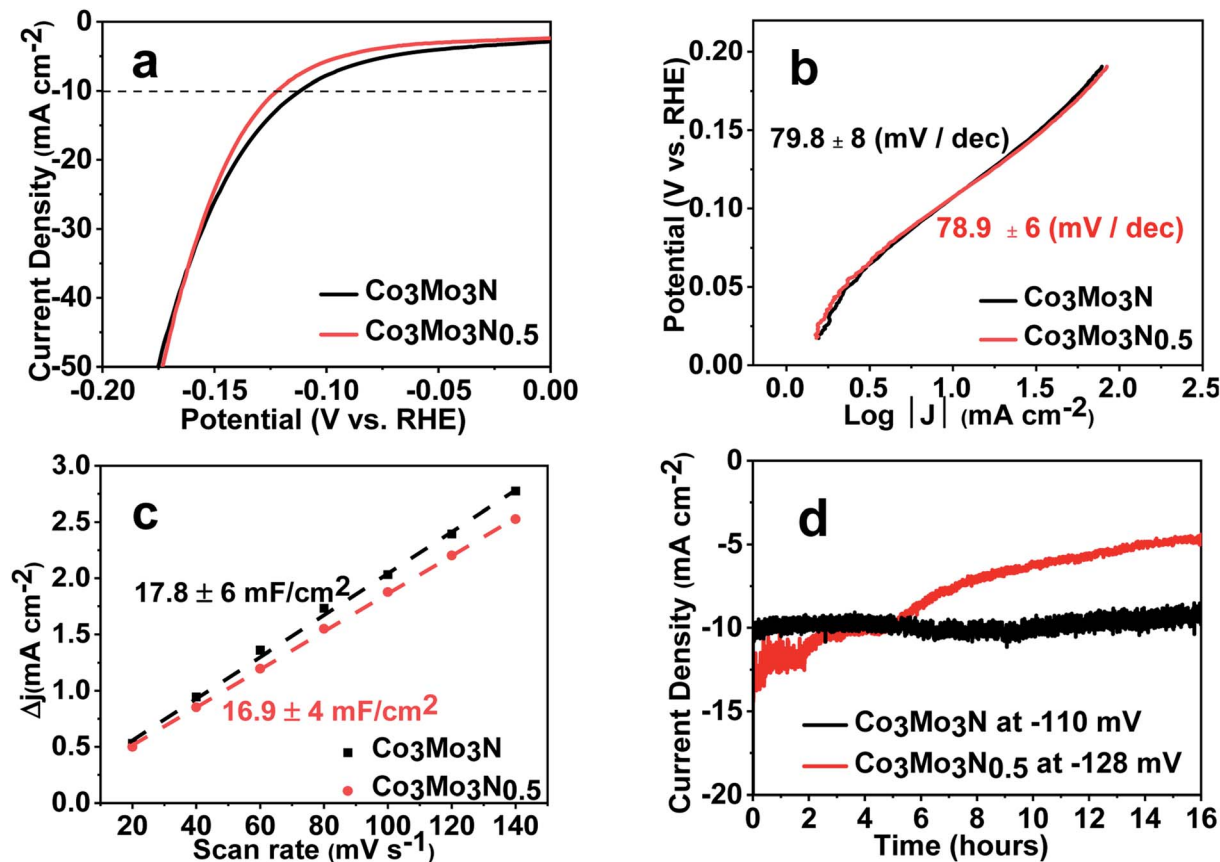 a
0
-10
-20
-30
-40
-50
-0.20 -0.15 -0.10 -0.05 0.00
Current Density (mA cm-2)
Potential (V vs. RHE)
Co3Mo3N
Co3Mo3N0.5
b
0.20
0.15
0.10
0.05
0.00
0.0 0.5 1.0 1.5 2.0 2.5
Potential (V vs. RHE)
Log |J| (mA cm-2)
79.8 ± 8 (mV / dec)
78.9 ± 6 (mV / dec)
Co3Mo3N
Co3Mo3N0.5
c
3.0
2.5
2.0
1.5
1.0
0.5
0.0
20 40 60 80 100 120 140
Δj(mA cm-2)
Scan rate (mV s-1)
17.8 ± 6 mF/cm2
16.9 ± 4 mF/cm2
Co3Mo3N
Co3Mo3N0.5
d
0
-5
-10
-15
-20
0 2 4 6 8 10 12 14 16
Current Density (mA cm-2)
Time (hours)
Co3Mo3N at -110 mV
Co3Mo3N0.5 at -128 mV